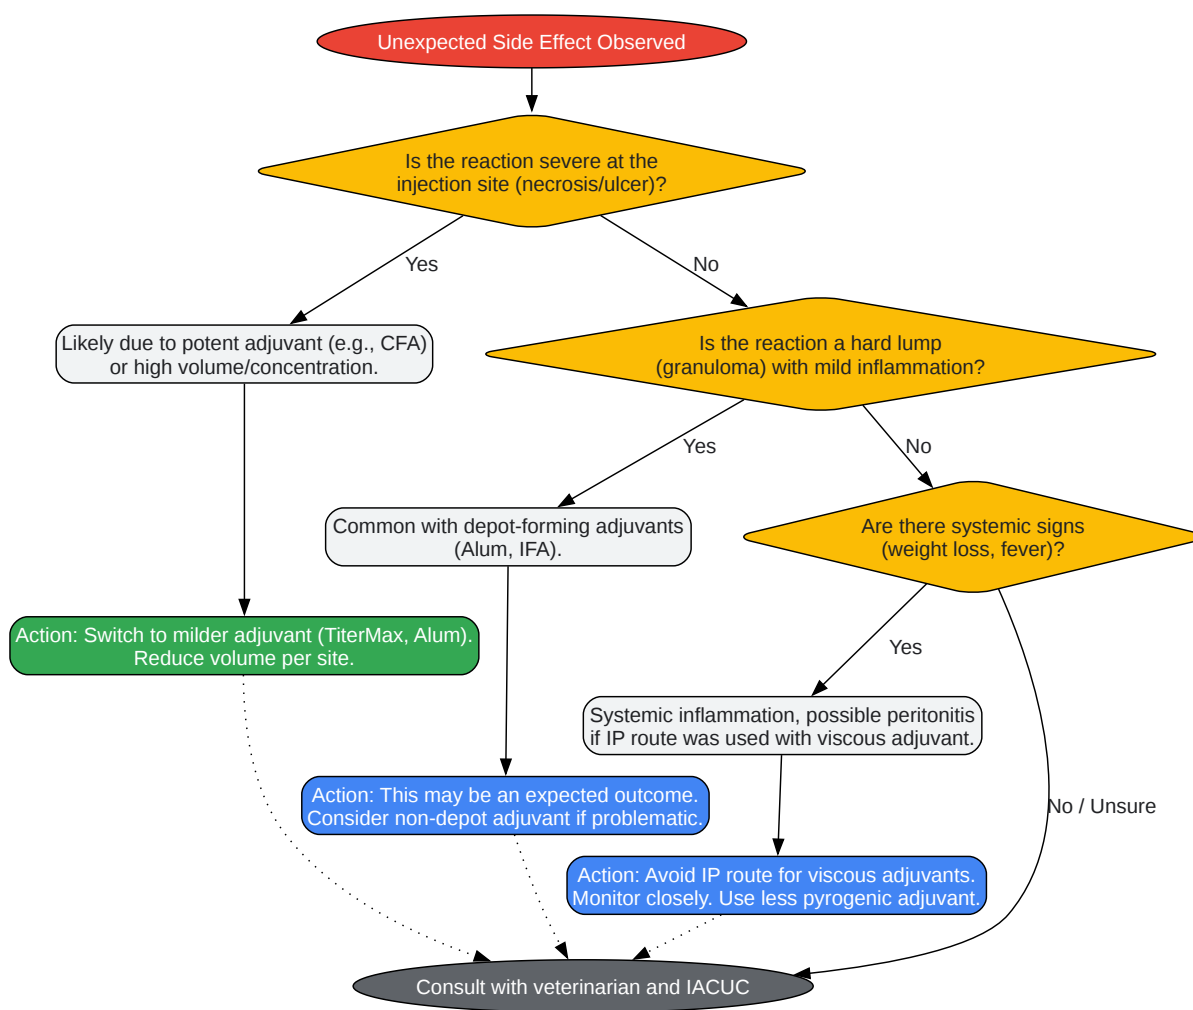 Unexpected Side Effect Observed
Is the reaction severe at the
injection site (necrosis/ulcer)?
Yes
No
Likely due to potent adjuvant (e.g., CFA)
or high volume/concentration.
Is the reaction a hard lump
(granuloma) with mild inflammation?
Yes
No
Common with depot-forming adjuvants
(Alum, IFA).
Are there systemic signs
(weight loss, fever)?
Action: Switch to milder adjuvant (TiterMax, Alum).
Reduce volume per site.
Yes
Systemic inflammation, possible peritonitis
if IP route was used with viscous adjuvant.
Action: This may be an expected outcome.
Consider non-depot adjuvant if problematic.
No / Unsure
Action: Avoid IP route for viscous adjuvants.
Monitor closely. Use less pyrogenic adjuvant.
Consult with veterinarian and IACUC